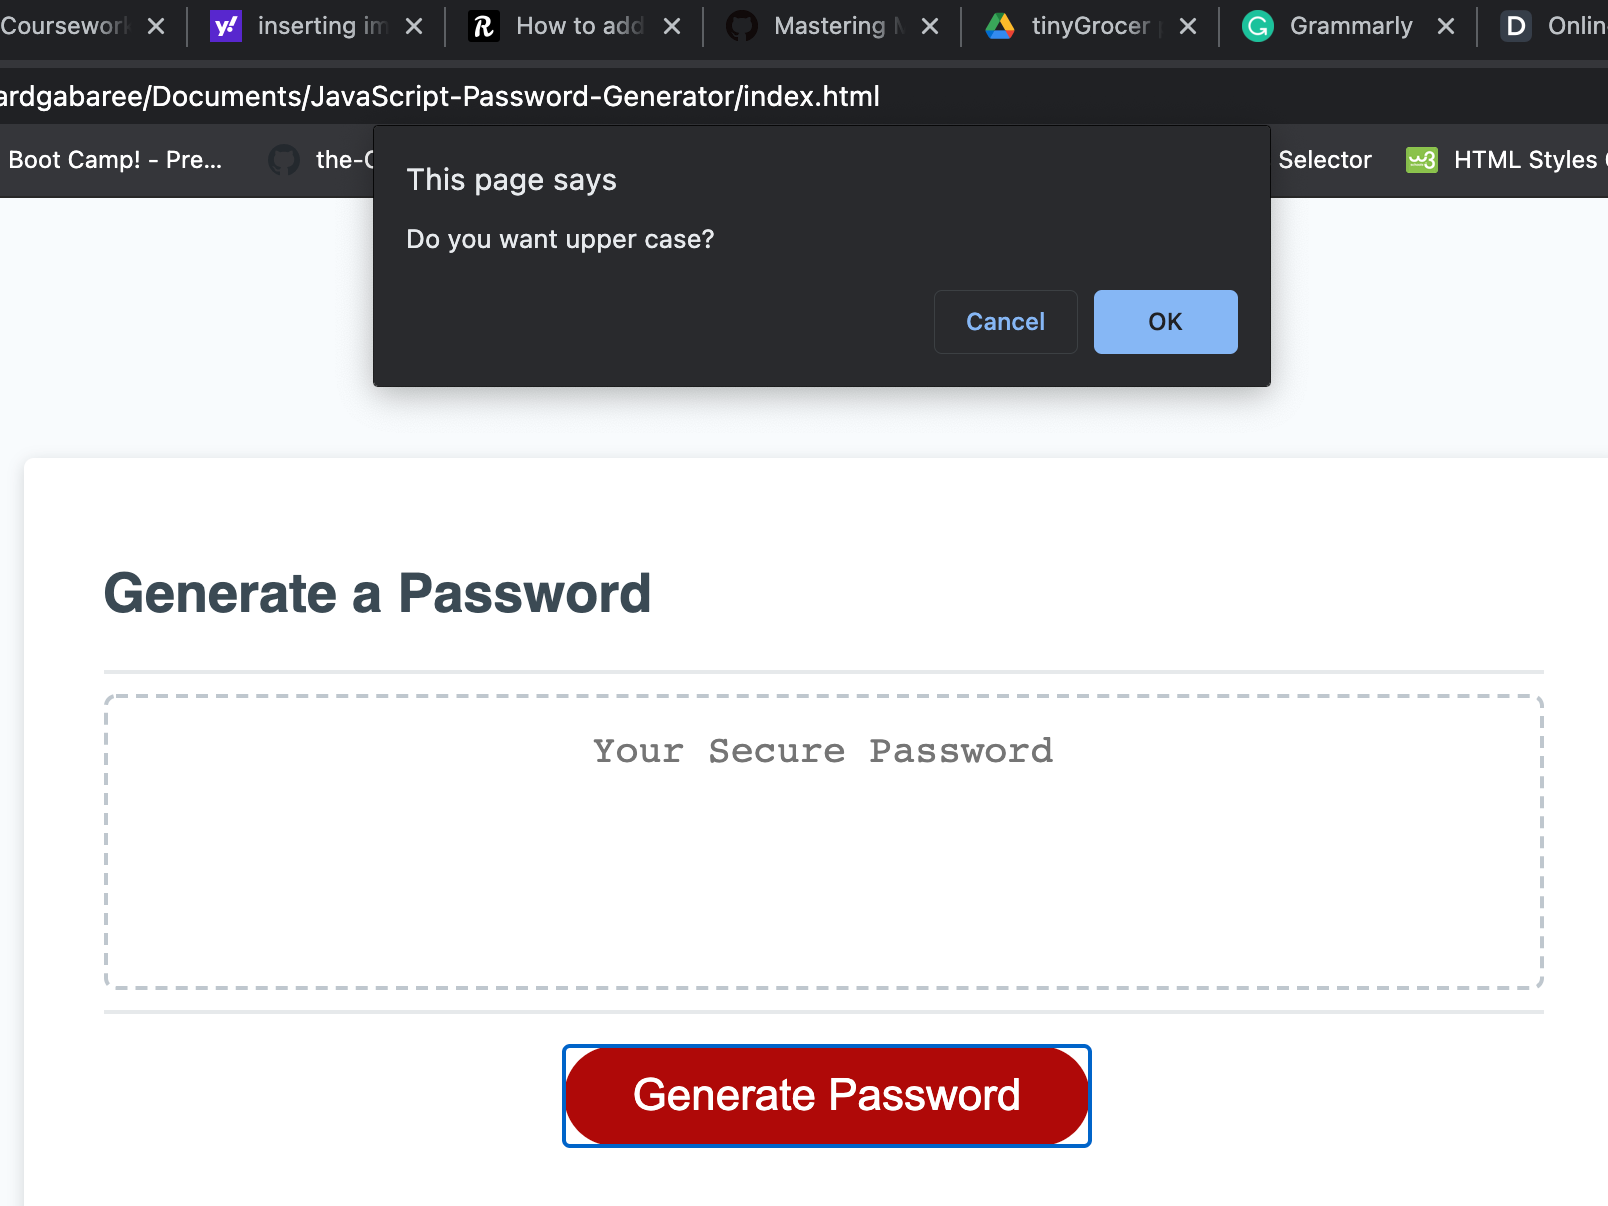 Coursework inserting im How to add Mastering M tinyGrocer Grammarly D Onlin
ardgabaree/Documents/JavaScript-Password-Generator/index.html
Boot Camp! - Pre... the-C Selector HTML Styles
This page says
Do you want upper case?
Cancel OK
Generate a Password
Your Secure Password
Generate Password